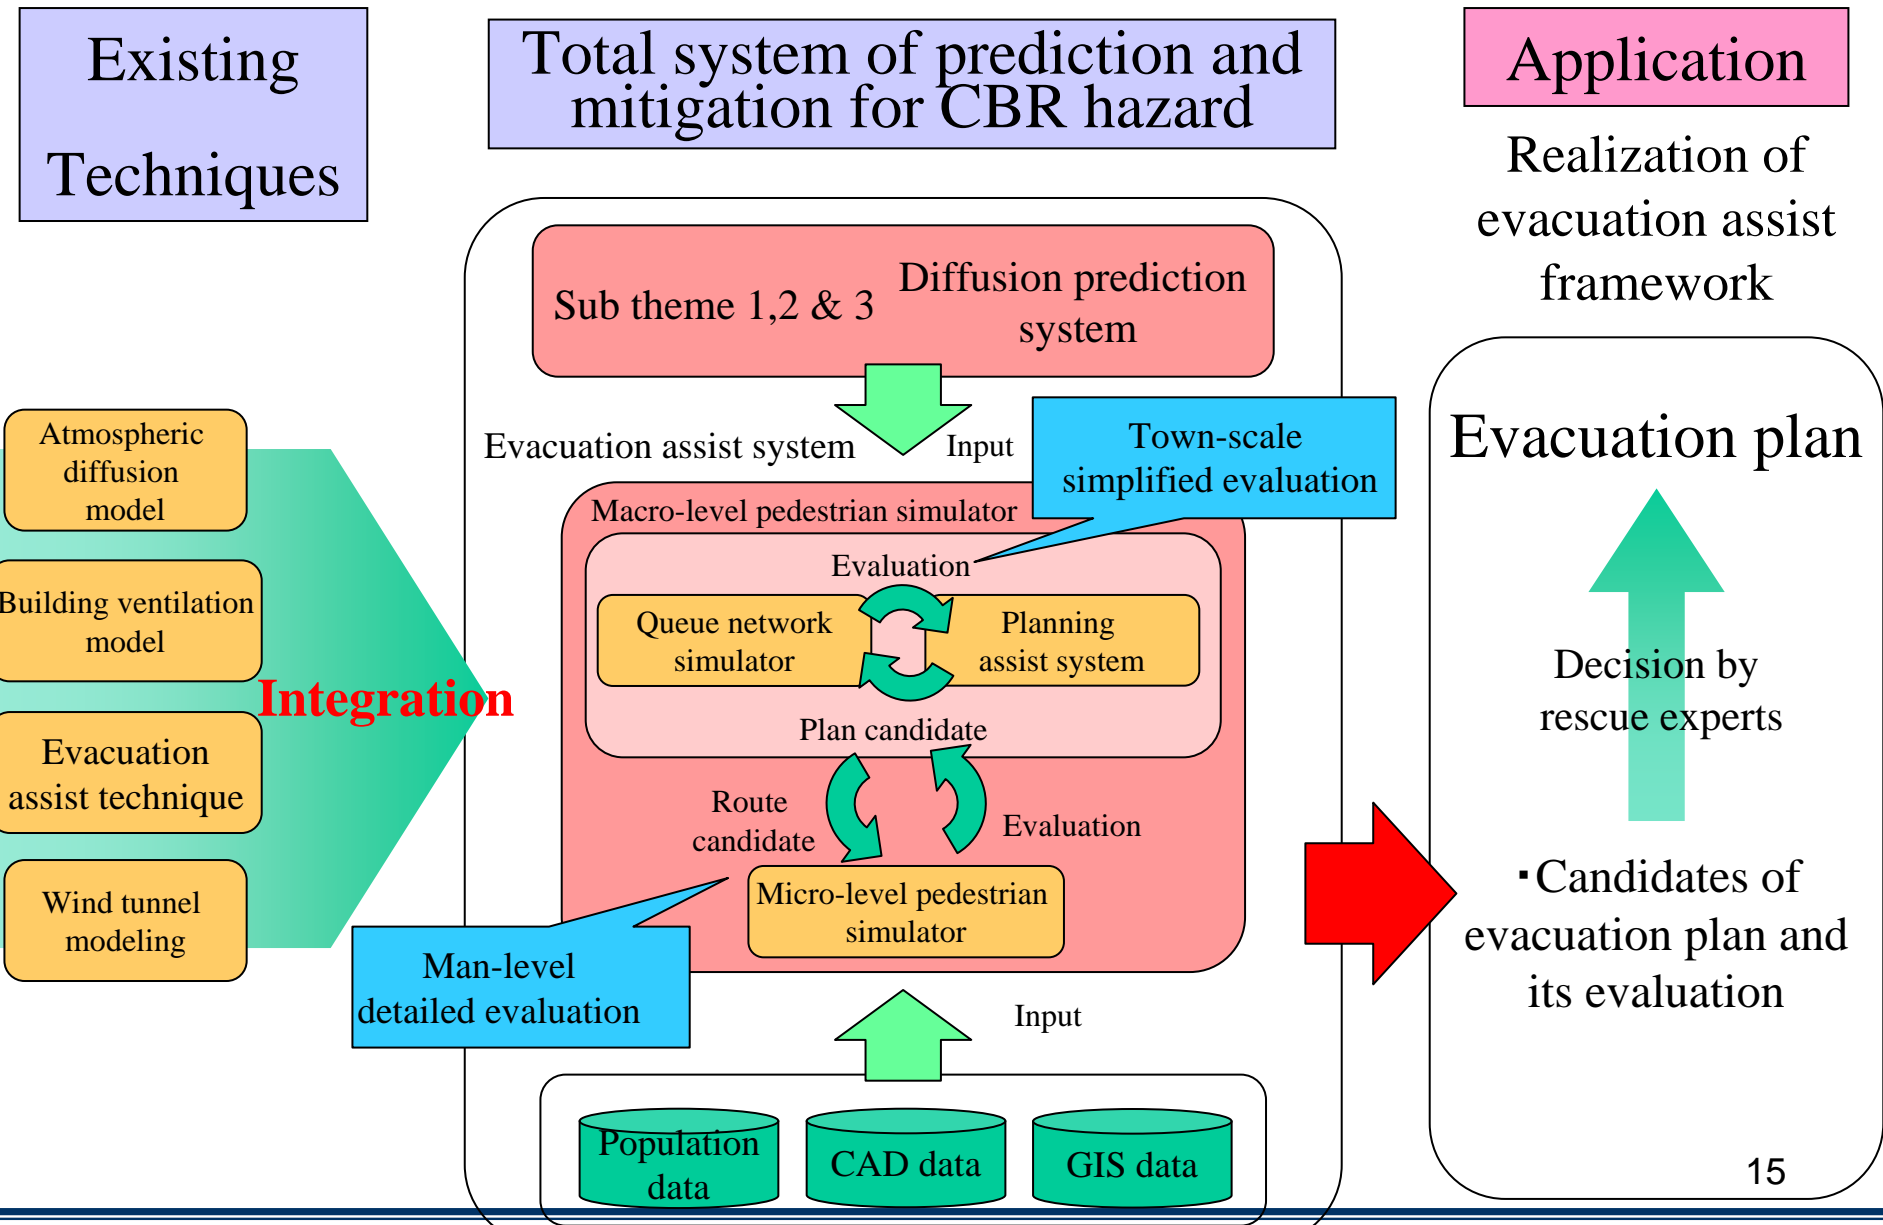 Existing
Techniques
Total system of prediction and
mitigation for CBR hazard
Application
Realization of
evacuation assist
framework
Sub theme 1,2 & 3
Diffusion prediction
system
Evacuation assist system
Input
Town-scale
simplified evaluation
Atmospheric
diffusion
model
Building ventilation
model
Evacuation
assist technique
Wind tunnel
modeling
Integration
Macro-level pedestrian simulator
Evaluation
Queue network
simulator
Planning
assist system
Plan candidate
Route
candidate
Evaluation
Micro-level pedestrian
simulator
Man-level
detailed evaluation
Input
Population
data
CAD data
GIS data
Evacuation plan
Decision by
rescue experts
・Candidates of
evacuation plan and
its evaluation
15